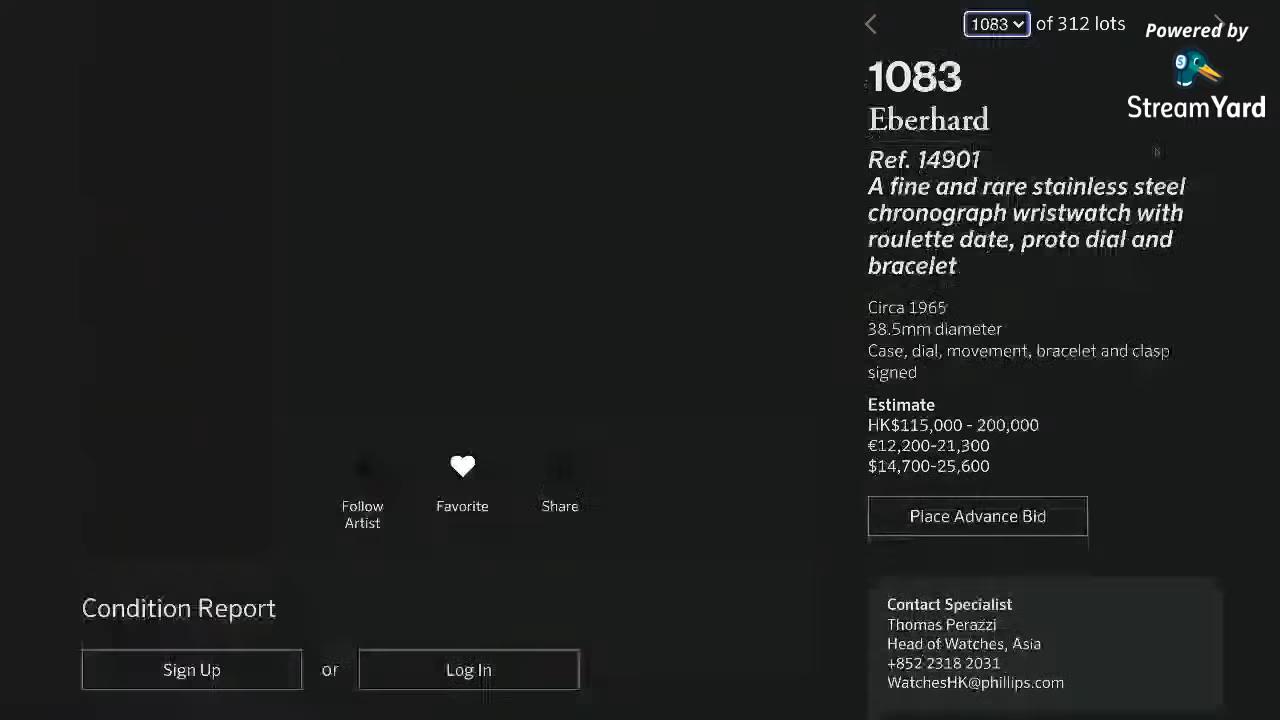 1083 of 312 lots
Powered by
StreamYard
1083
Eberhard
Ref. 14901
A fine and rare stainless steel
chronograph wristwatch with
roulette date, proto dial and
bracelet
Circa 1965
38.5mm diameter
Case, dial, movement, bracelet and clasp
signed
Estimate
HK$115,000 - 200,000
€12,200-21,300
$14,700-25,600
Place Advance Bid
Follow
Artist
Favorite
Share
Condition Report
Sign Up
or
Log In
Contact Specialist
Thomas Perazzi
Head of Watches, Asia
+852 2318 2031
WatchesHK@phillips.com